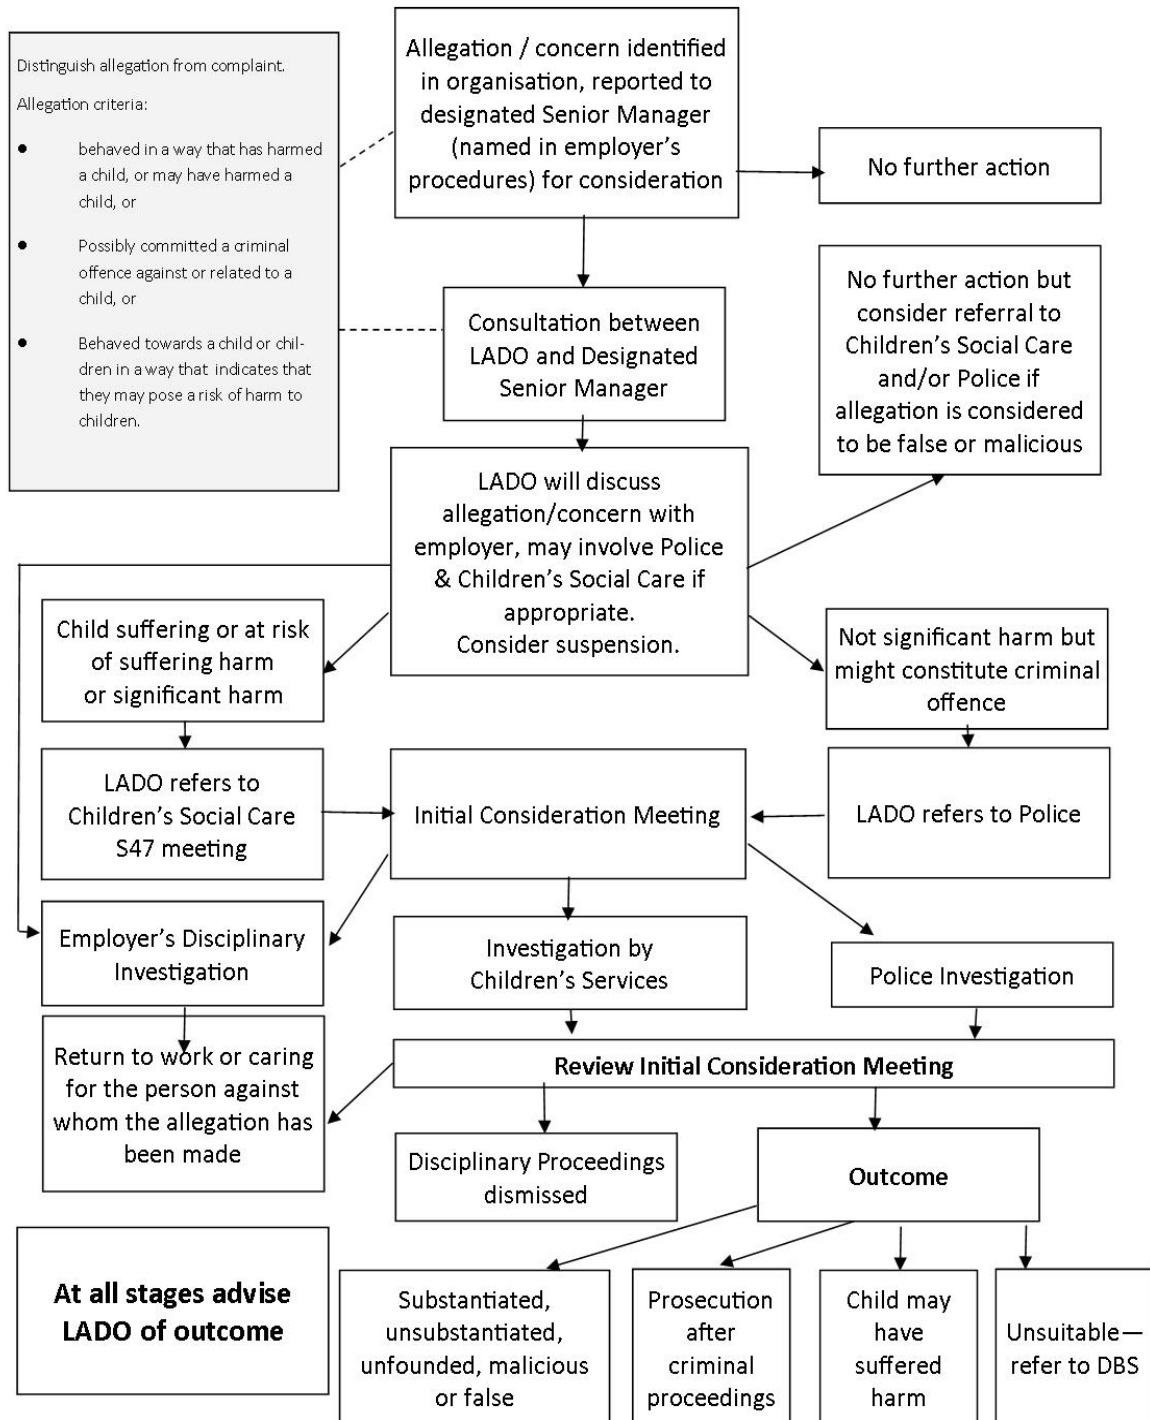 Distinguish allegation from complaint.
Allegation criteria:
● behaved in a way that has harmed
a child, or may have harmed a
child, or
● Possibly committed a criminal
offence against or related to a
child, or
● Behaved towards a child or chil-
dren in a way that indicates that
they may pose a risk of harm to
children.
Allegation / concern identified
in organisation, reported to
designated Senior Manager
(named in employer’s
procedures) for consideration
No further action
Consultation between
LADO and Designated
Senior Manager
No further action but
consider referral to
Children’s Social Care
and/or Police if
allegation is considered
to be false or malicious
LADO will discuss
allegation/concern with
employer, may involve Police
& Children’s Social Care if
appropriate.
Consider suspension.
Child suffering or at risk
of suffering harm
or significant harm
Not significant harm but
might constitute criminal
offence
LADO refers to
Children’s Social Care
S47 meeting
Initial Consideration Meeting
LADO refers to Police
Employer’s Disciplinary
Investigation
Investigation by
Children’s Services
Police Investigation
Return to work or caring
for the person against
whom the allegation has
been made
Review Initial Consideration Meeting
Disciplinary Proceedings
dismissed
Outcome
At all stages advise
LADO of outcome
Substantiated,
unsubstantiated,
unfounded, malicious
or false
Prosecution
after
criminal
proceedings
Child may
have
suffered
harm
Unsuitable—
refer to DBS